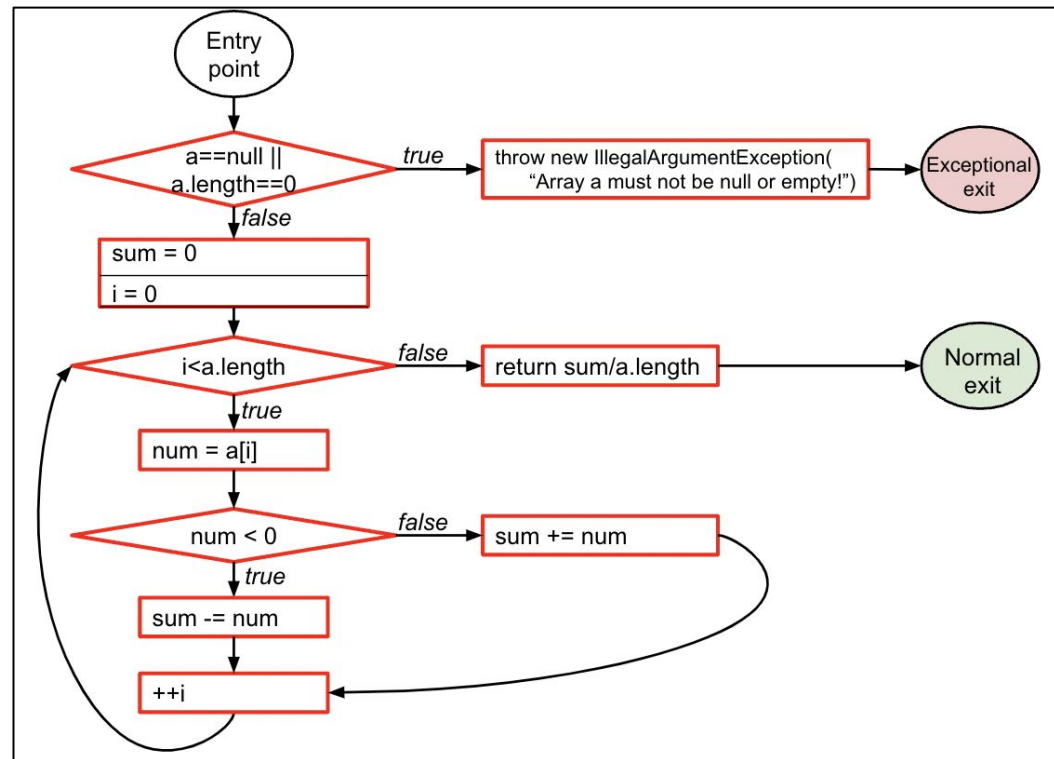 Entry
point
a==null ||
a.length==0
true
throw new IllegalArgumentException(
“Array a must not be null or empty!”)
Exceptional
exit
false
sum = 0
i = 0
i<a.length
false
return sum/a.length
Normal
exit
true
num = a[i]
num < 0
false
sum += num
true
sum -= num
++i